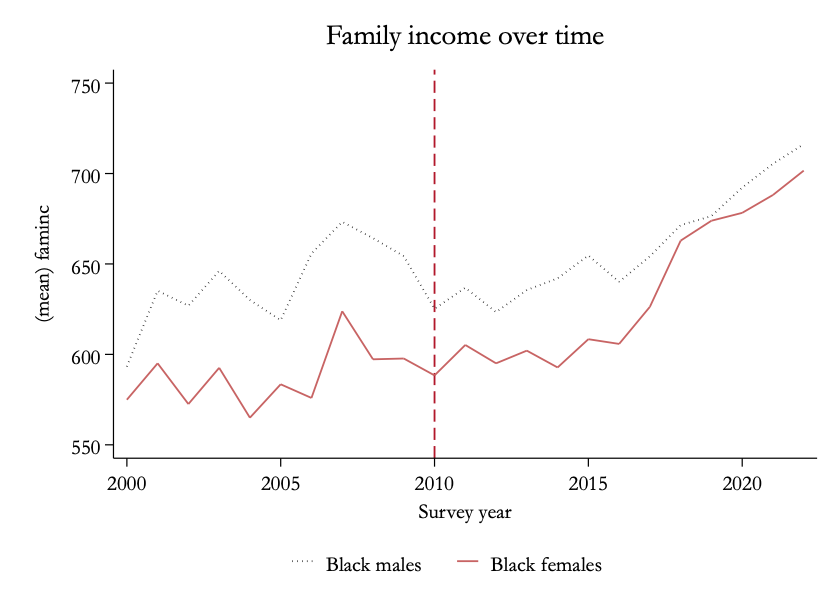 Family income over time
(mean) faminc
750
700
650
600
550
2000 2005 2010 2015 2020
Survey year
Black males Black females